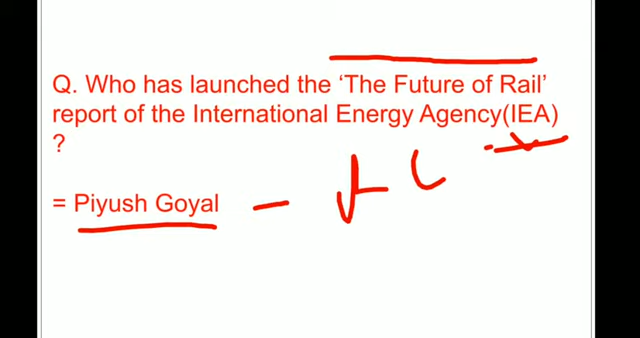 Q. Who has launched the ‘The Future of Rail’
report of the International Energy Agency(IEA)
?
= Piyush Goyal